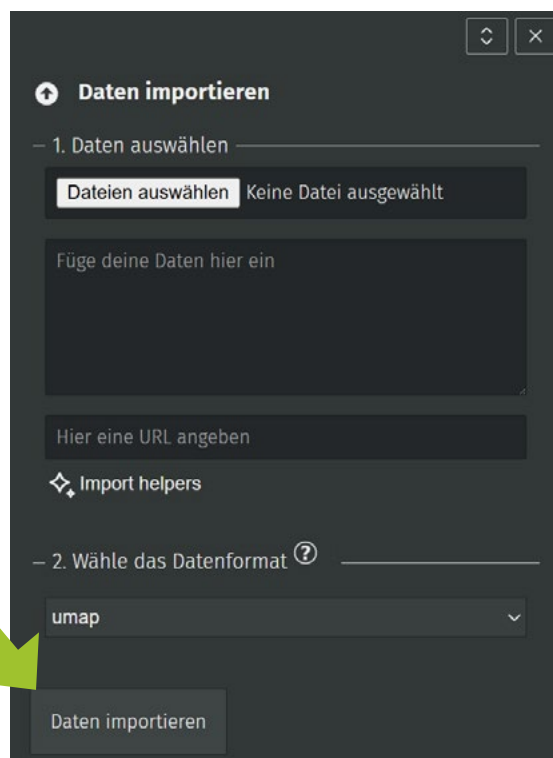 Daten importieren
1. Daten auswählen
Dateien auswählen Keine Datei ausgewählt
Füge deine Daten hier ein
Hier eine URL angeben
Import helpers
2. Wähle das Datenformat ?
umap
Daten importieren